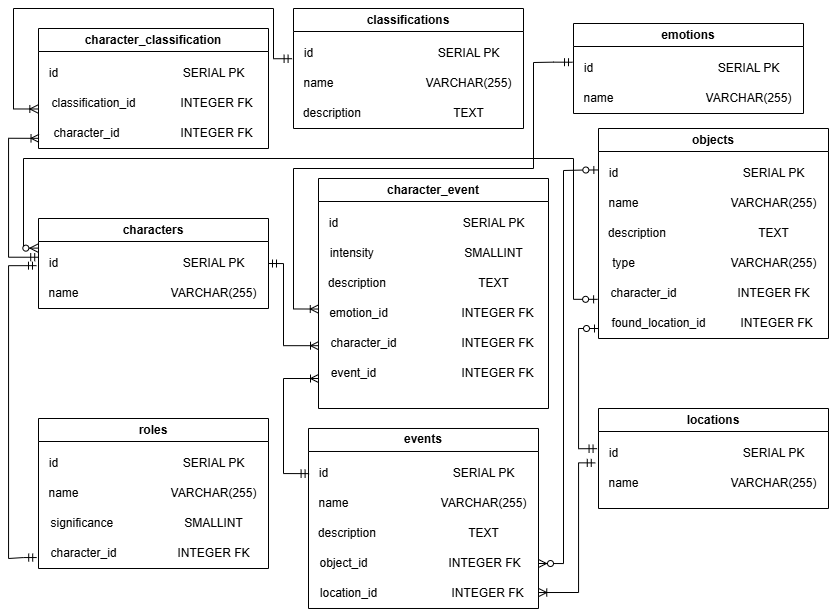 character_classification
id SERIAL PK
classification_id INTEGER FK
character_id INTEGER FK
classifications
id SERIAL PK
name VARCHAR(255)
description TEXT
emotions
id SERIAL PK
name VARCHAR(255)
objects
id SERIAL PK
name VARCHAR(255)
description TEXT
type VARCHAR(255)
character_id INTEGER FK
found_location_id INTEGER FK
character_event
id SERIAL PK
intensity SMALLINT
description TEXT
emotion_id INTEGER FK
character_id INTEGER FK
event_id INTEGER FK
characters
id SERIAL PK
name VARCHAR(255)
roles
id SERIAL PK
name VARCHAR(255)
significance SMALLINT
character_id INTEGER FK
events
id SERIAL PK
name VARCHAR(255)
description TEXT
object_id INTEGER FK
location_id INTEGER FK
locations
id SERIAL PK
name VARCHAR(255)